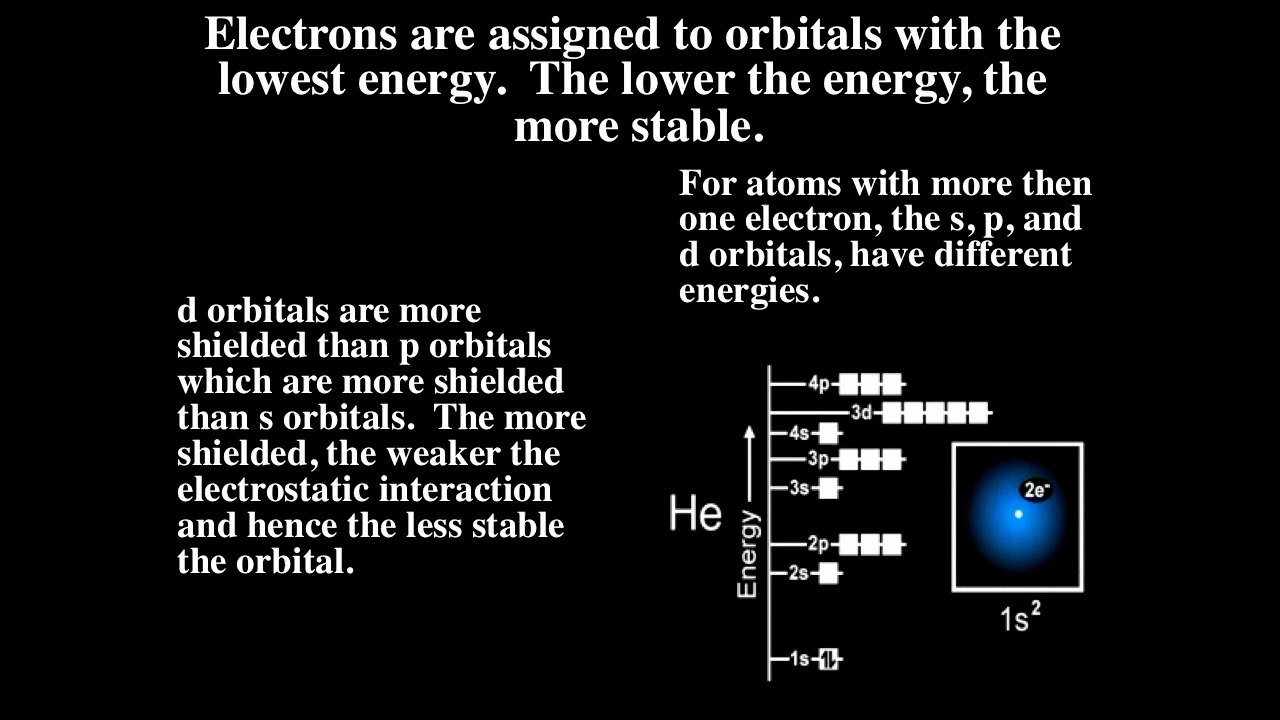 Electrons are assigned to orbitals with the
lowest energy. The lower the energy, the
more stable.
For atoms with more then
one electron, the s, p, and
d orbitals, have different
energies.
d orbitals are more
shielded than p orbitals
which are more shielded
than s orbitals. The more
shielded, the weaker the
electrostatic interaction
and hence the less stable
the orbital.
4p
3d
4s
3p
3s
2p
2s
1s
He
Energy
2e⁻
1s²